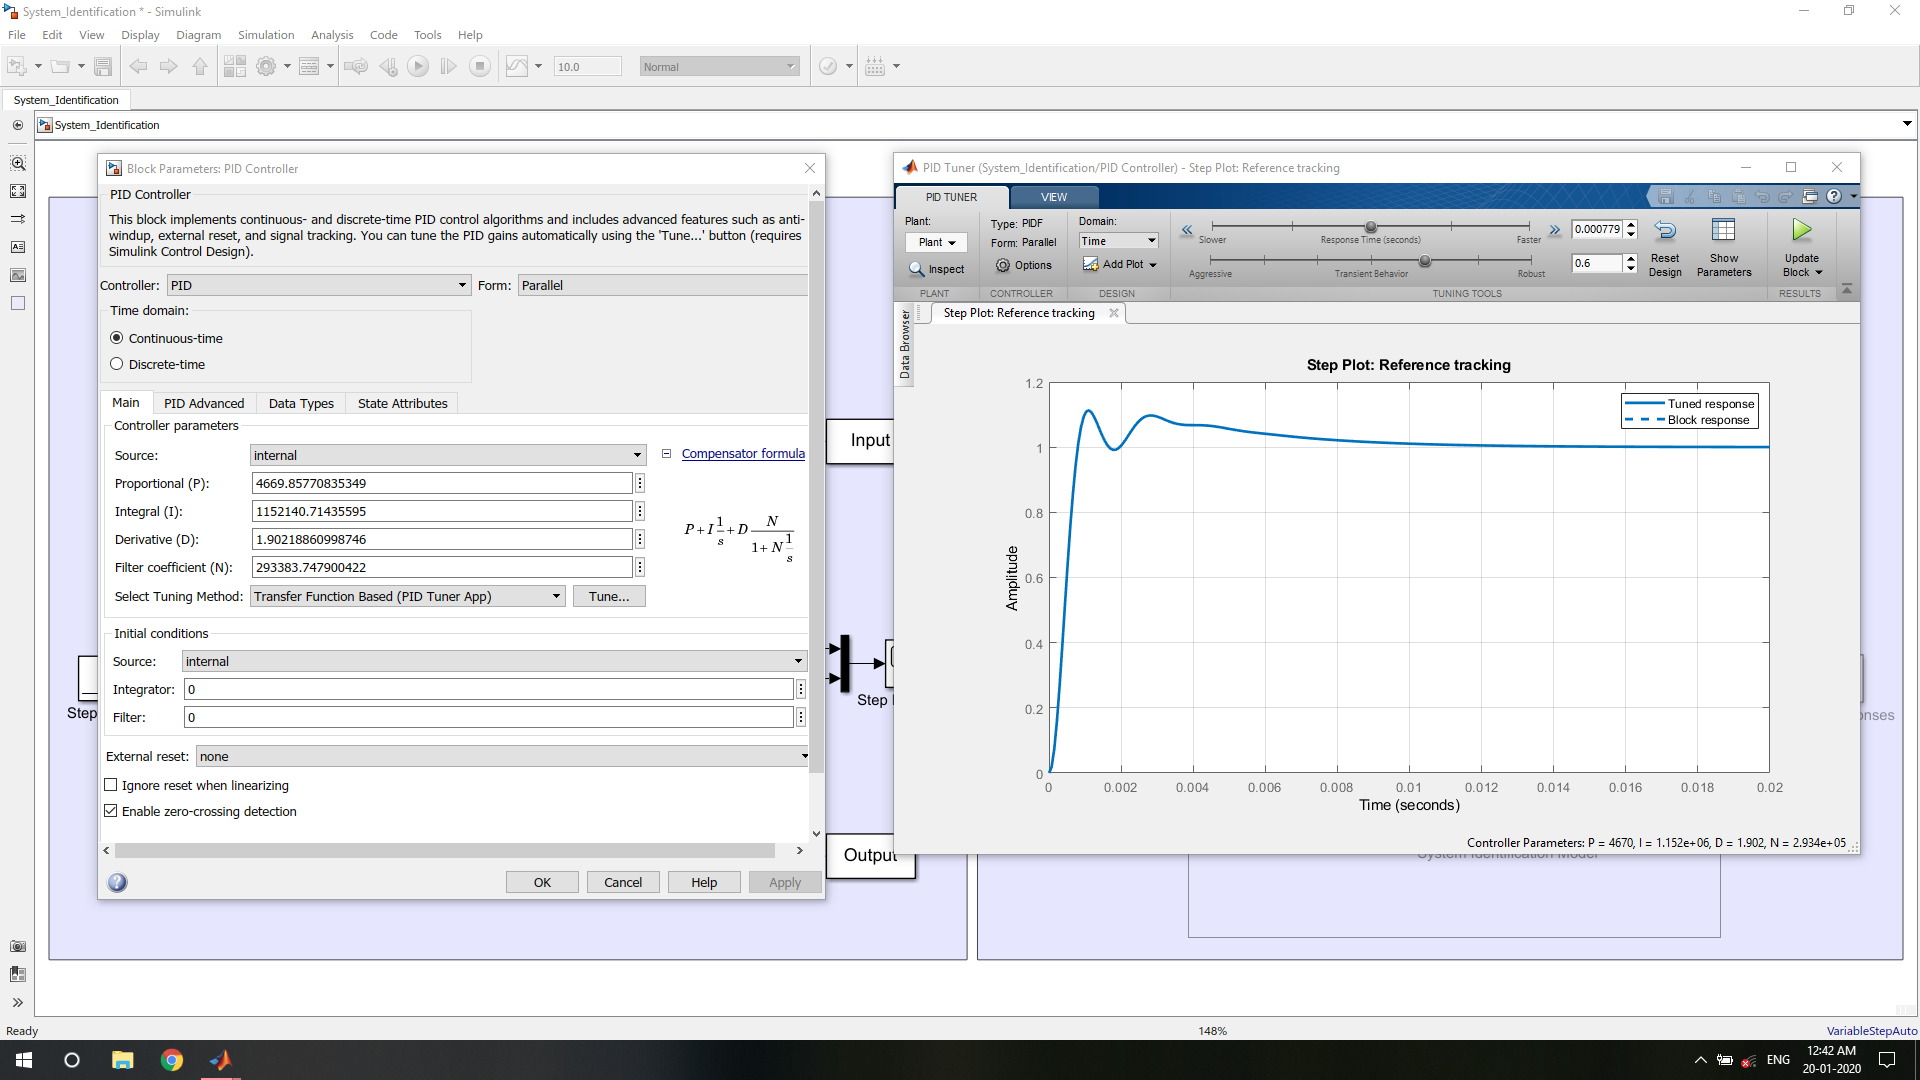 System_Identification * - Simulink
File Edit View Display Diagram Simulation Analysis Code Tools Help
10.0 Normal
System_Identification
System_Identification
Block Parameters: PID Controller
PID Controller
This block implements continuous- and discrete-time PID control algorithms and includes advanced features such as anti-
windup, external reset, and signal tracking. You can tune the PID gains automatically using the 'Tune...' button (requires
Simulink Control Design).
Controller: PID Form: Parallel
Time domain:
Continuous-time
Discrete-time
Main PID Advanced Data Types State Attributes
Controller parameters
Source: internal Compensator formula
Proportional (P): 4669.85770835349
Integral (I): 1152140.71435595
Derivative (D): 1.90218860998746
Filter coefficient (N): 293383.747900422
P + I 1/s + D N/(1 + N 1/s)
Select Tuning Method: Transfer Function Based (PID Tuner App) Tune...
Initial conditions
Source: internal
Integrator: 0
Filter: 0
External reset: none
Ignore reset when linearizing
Enable zero-crossing detection
OK Cancel Help Apply
Input
Step
Step
Output
PID Tuner (System_Identification/PID Controller) - Step Plot: Reference tracking
PID TUNER VIEW
Plant: Type: PIDF Domain:
Plant Form: Parallel Time
Inspect Options Add Plot
Slower Response Time (seconds) Faster 0.000779
Aggressive Transient Behavior Robust 0.6
Reset
Design
Show
Parameters
Update
Block
PLANT CONTROLLER DESIGN TUNING TOOLS RESULTS
Data Browser
Step Plot: Reference tracking
Step Plot: Reference tracking
Tuned response
Block response
Amplitude
1.2
1
0.8
0.6
0.4
0.2
0
0 0.002 0.004 0.006 0.008 0.01 0.012 0.014 0.016 0.018 0.02
Time (seconds)
Controller Parameters: P = 4670, I = 1.152e+06, D = 1.902, N = 2.934e+05
System Identification Model
onses
Ready 148% VariableStepAuto
ENG
12:42 AM
20-01-2020